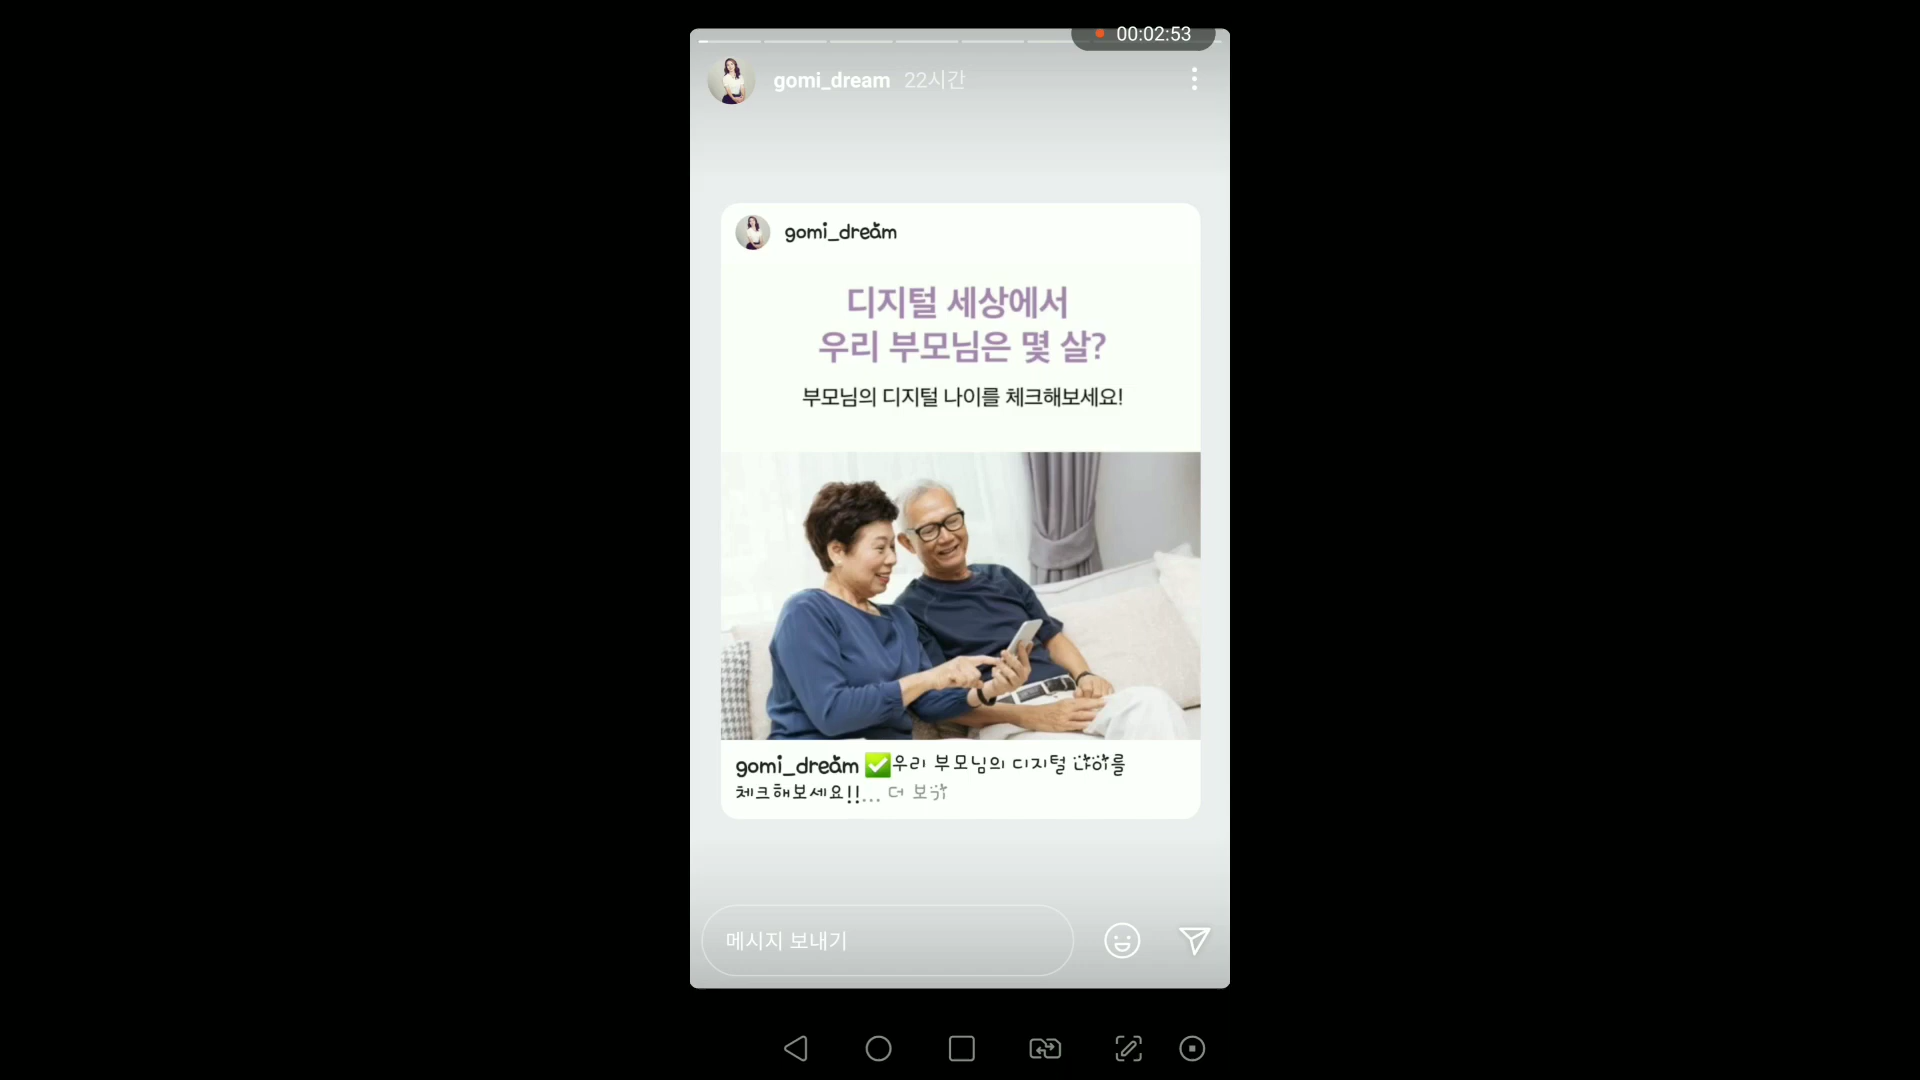 00:02:53
gomi_dream 22시간
gomi_dream
디지털 세상에서
우리 부모님은 몇 살?
부모님의 디지털 나이를 체크해보세요!
gomi_dream ✅우리 부모님의 디지털 나이를
체크해보세요!!... 더 보기
메시지 보내기